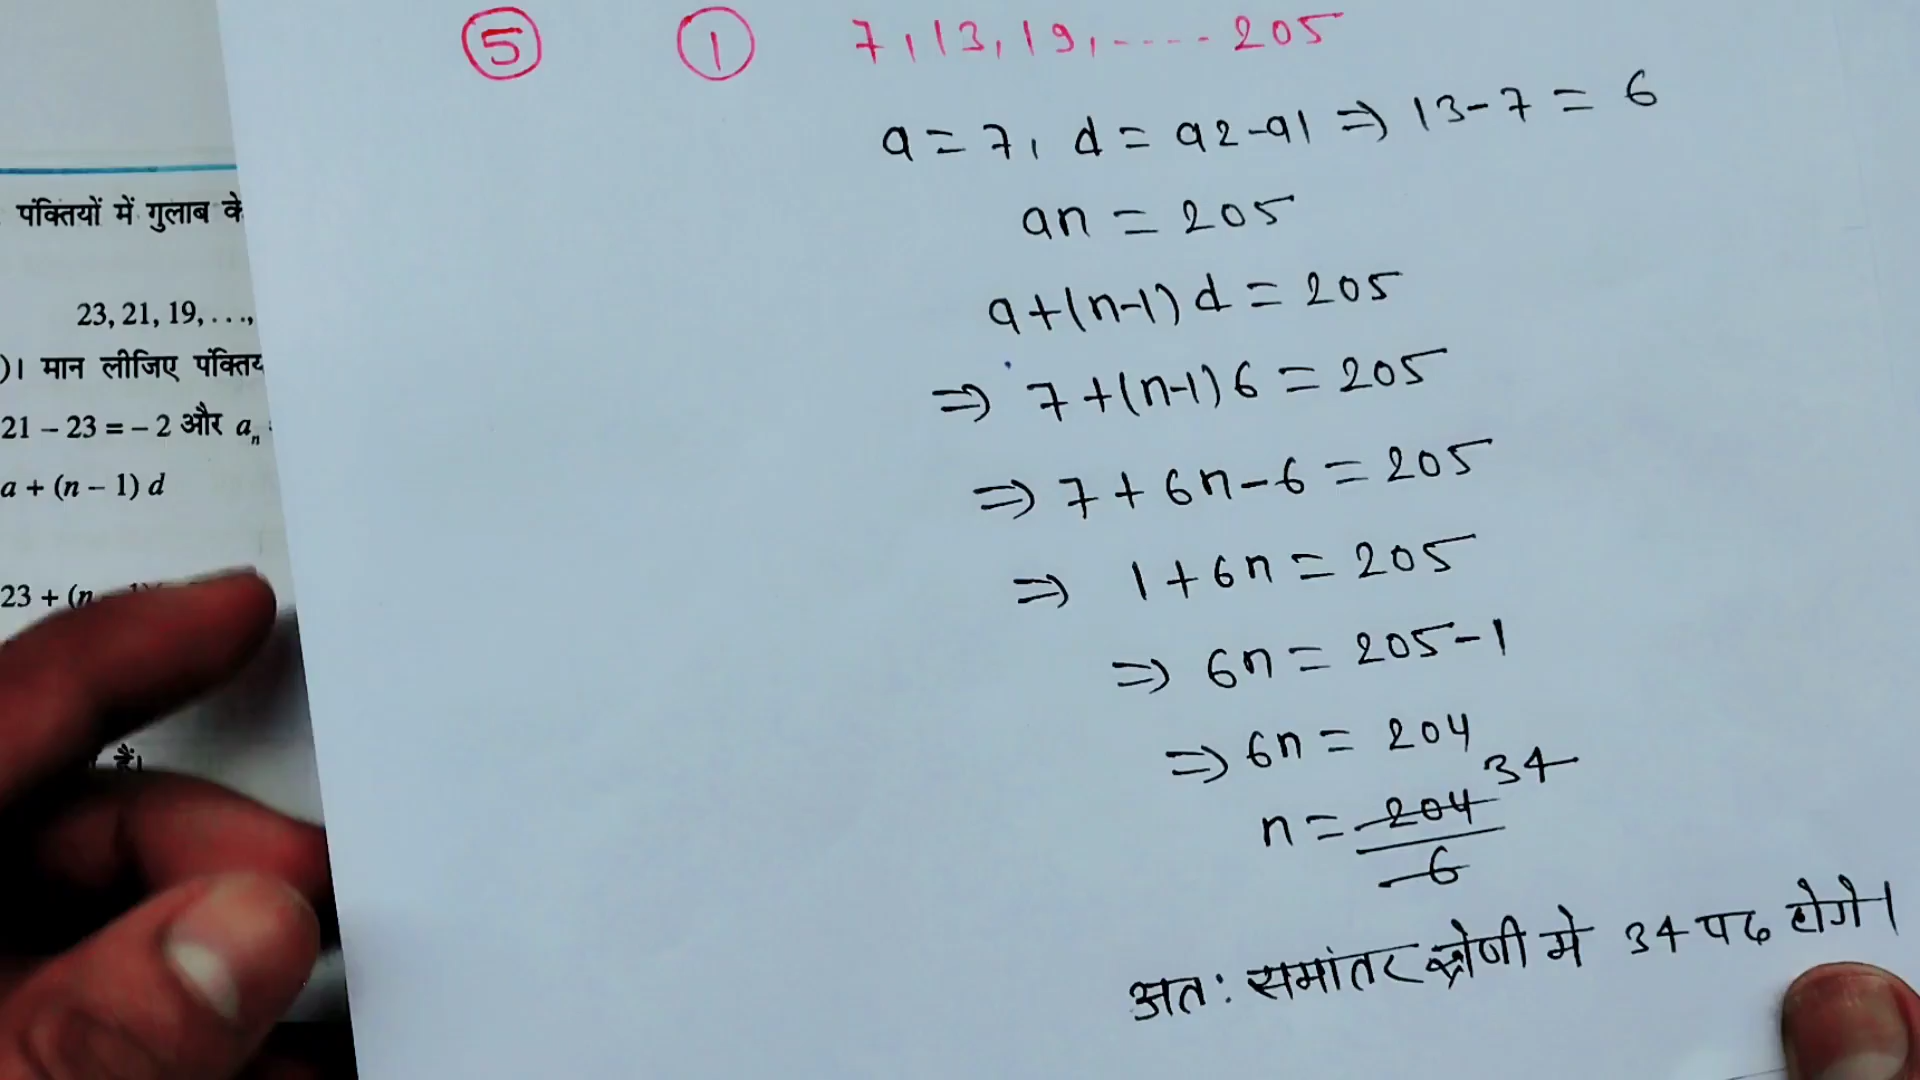 5 1 7, 13, 19, ---- 205
a = 7, d = a2-a1 ⇒ 13-7 = 6
an = 205
a+(n-1)d = 205
⇒ 7+(n-1)6 = 205
⇒ 7+6n-6 = 205
⇒ 1+6n = 205
⇒ 6n = 205-1
⇒ 6n = 204
n = 204/6 34
अतः समांतर श्रेणी मे 34 पद होगे।
पंक्तियों में गुलाब के
23, 21, 19, . . .,
)। मान लीजिए
21 – 23 = – 2 और aₙ
a + (n – 1) d
23 + (n
हैं।